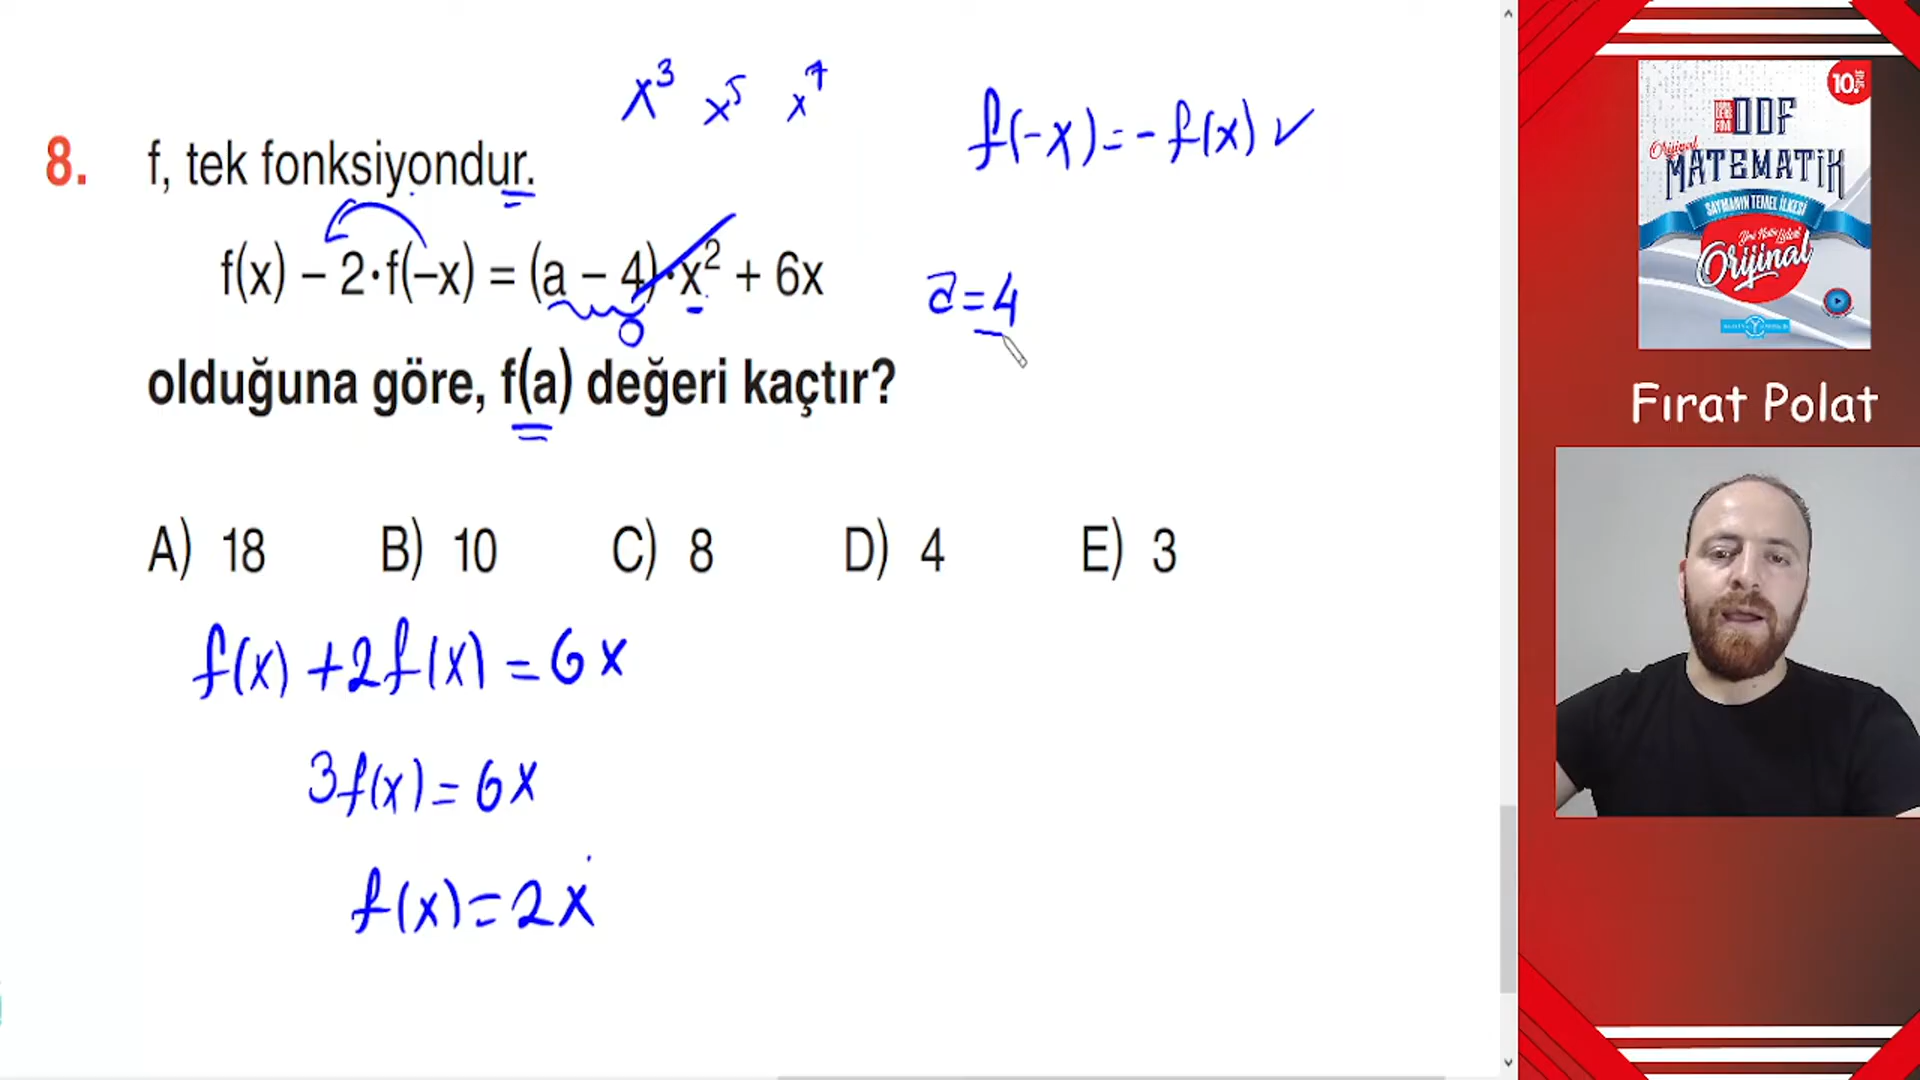 x³ x⁵ x⁷
f(-x)=-f(x) ✓
8. f, tek fonksiyondur.
f(x) – 2·f(–x) = (a – 4)·x² + 6x
0
a=4
olduğuna göre, f(a) değeri kaçtır?
A) 18 B) 10 C) 8 D) 4 E) 3
f(x) +2f(x) = 6x
3f(x) = 6x
f(x) = 2x
10.
ODF
Orijinal
MATEMATİK
SAYMANIN TEMEL İLKESİ
Orijinal
Fırat Polat